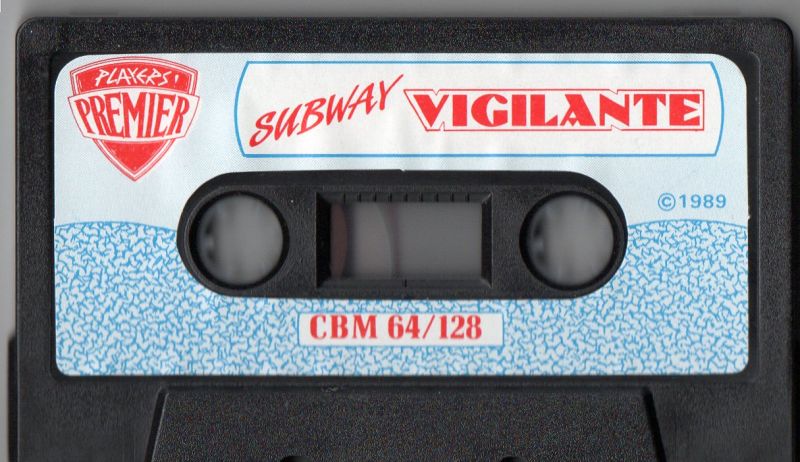 PLAYERS'
PREMIER
SUBWAY VIGILANTE
©1989
CBM 64/128